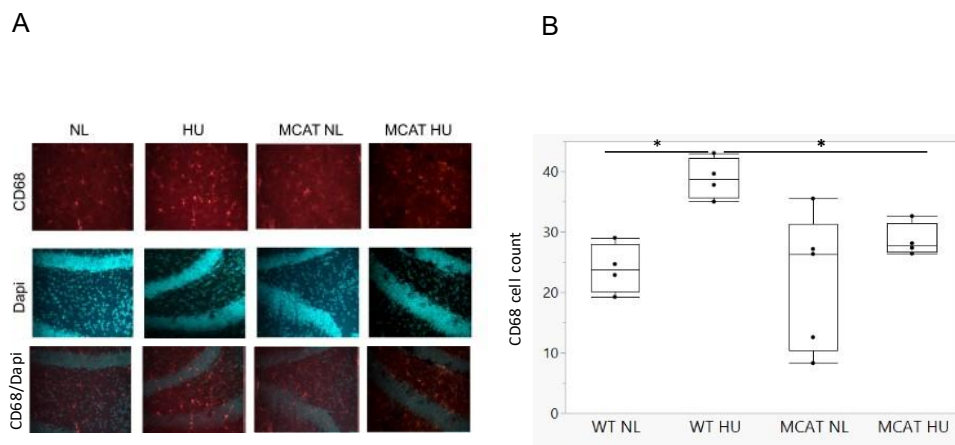 A
B
NL HU MCAT NL MCAT HU
CD68
Dapi
CD68/Dapi
* *
40
30
20
10
0
CD68 cell count
WT NL WT HU MCAT NL MCAT HU